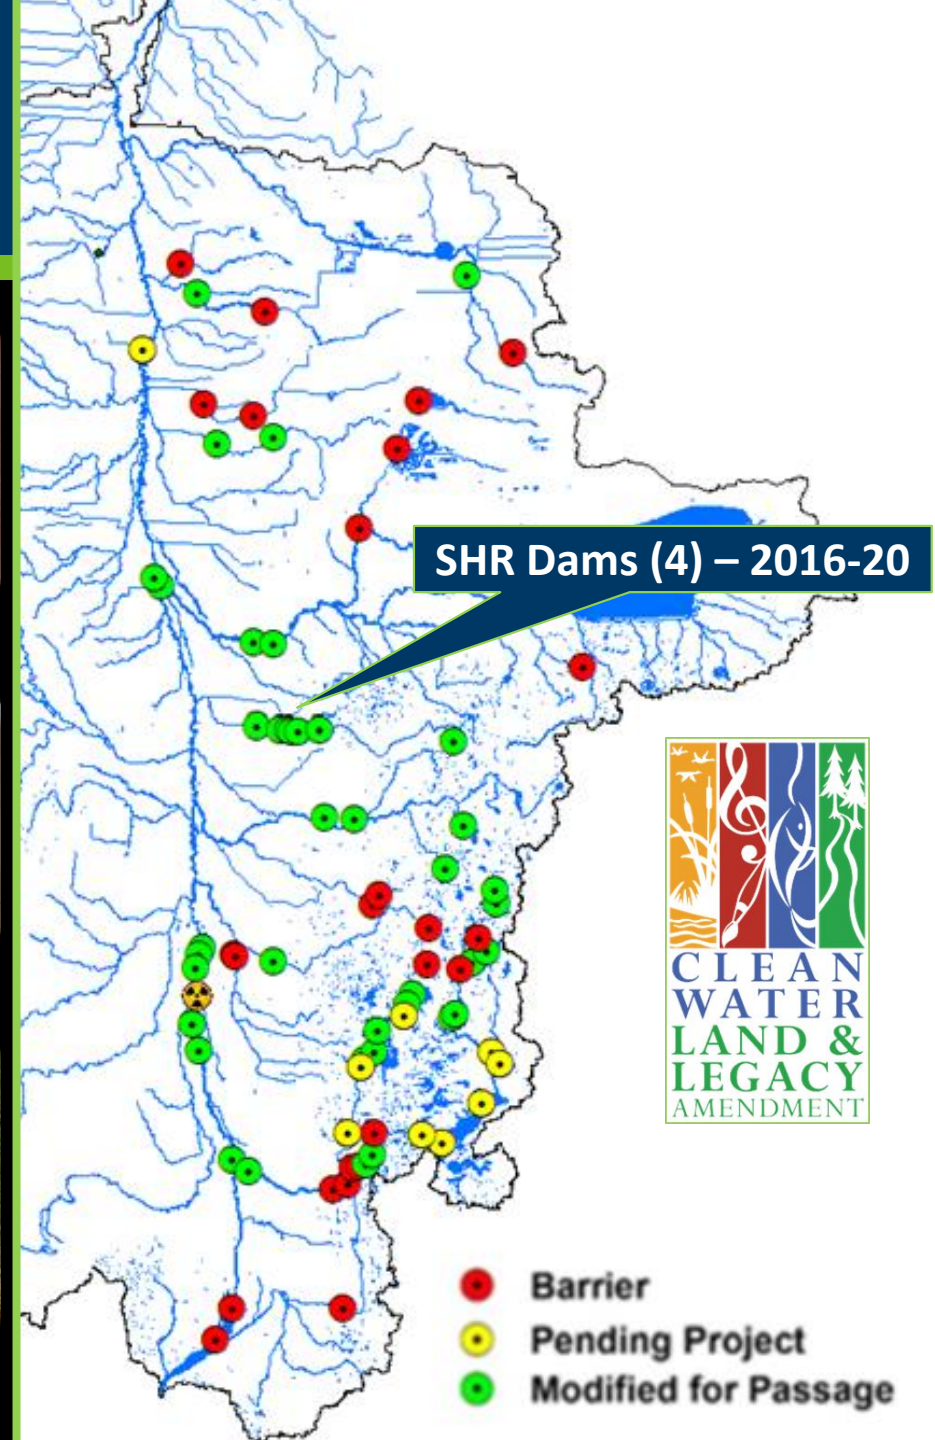 SHR Dams (4) – 2016-20
CLEAN
WATER
LAND &
LEGACY
AMENDMENT
Barrier
Pending Project
Modified for Passage